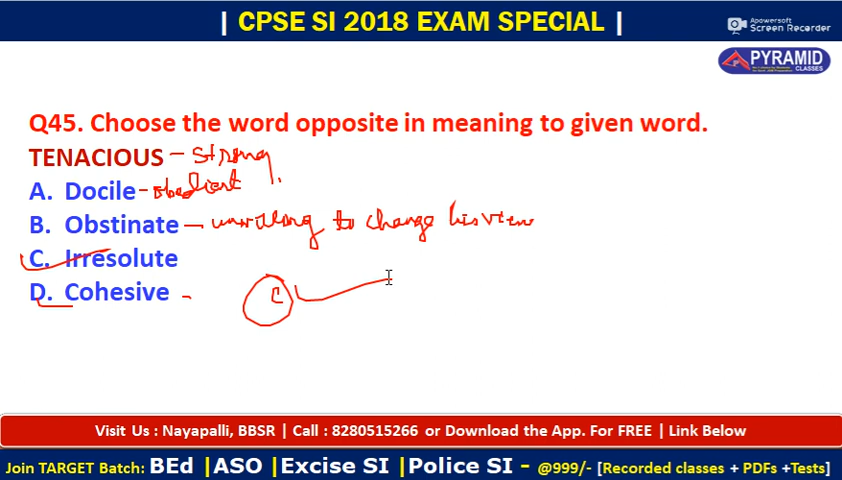 | CPSE SI 2018 EXAM SPECIAL |
Apowersoft
Screen Recorder
PYRAMID
CLASSES
Q45. Choose the word opposite in meaning to given word.
TENACIOUS - strong
A. Docile - obedient
B. Obstinate - unwilling to change his view
C. Irresolute
D. Cohesive -
C
Visit Us : Nayapalli, BBSR | Call : 8280515266 or Download the App. For FREE | Link Below
Join TARGET Batch: BEd |ASO |Excise SI |Police SI - @999/- [Recorded classes + PDFs +Tests]